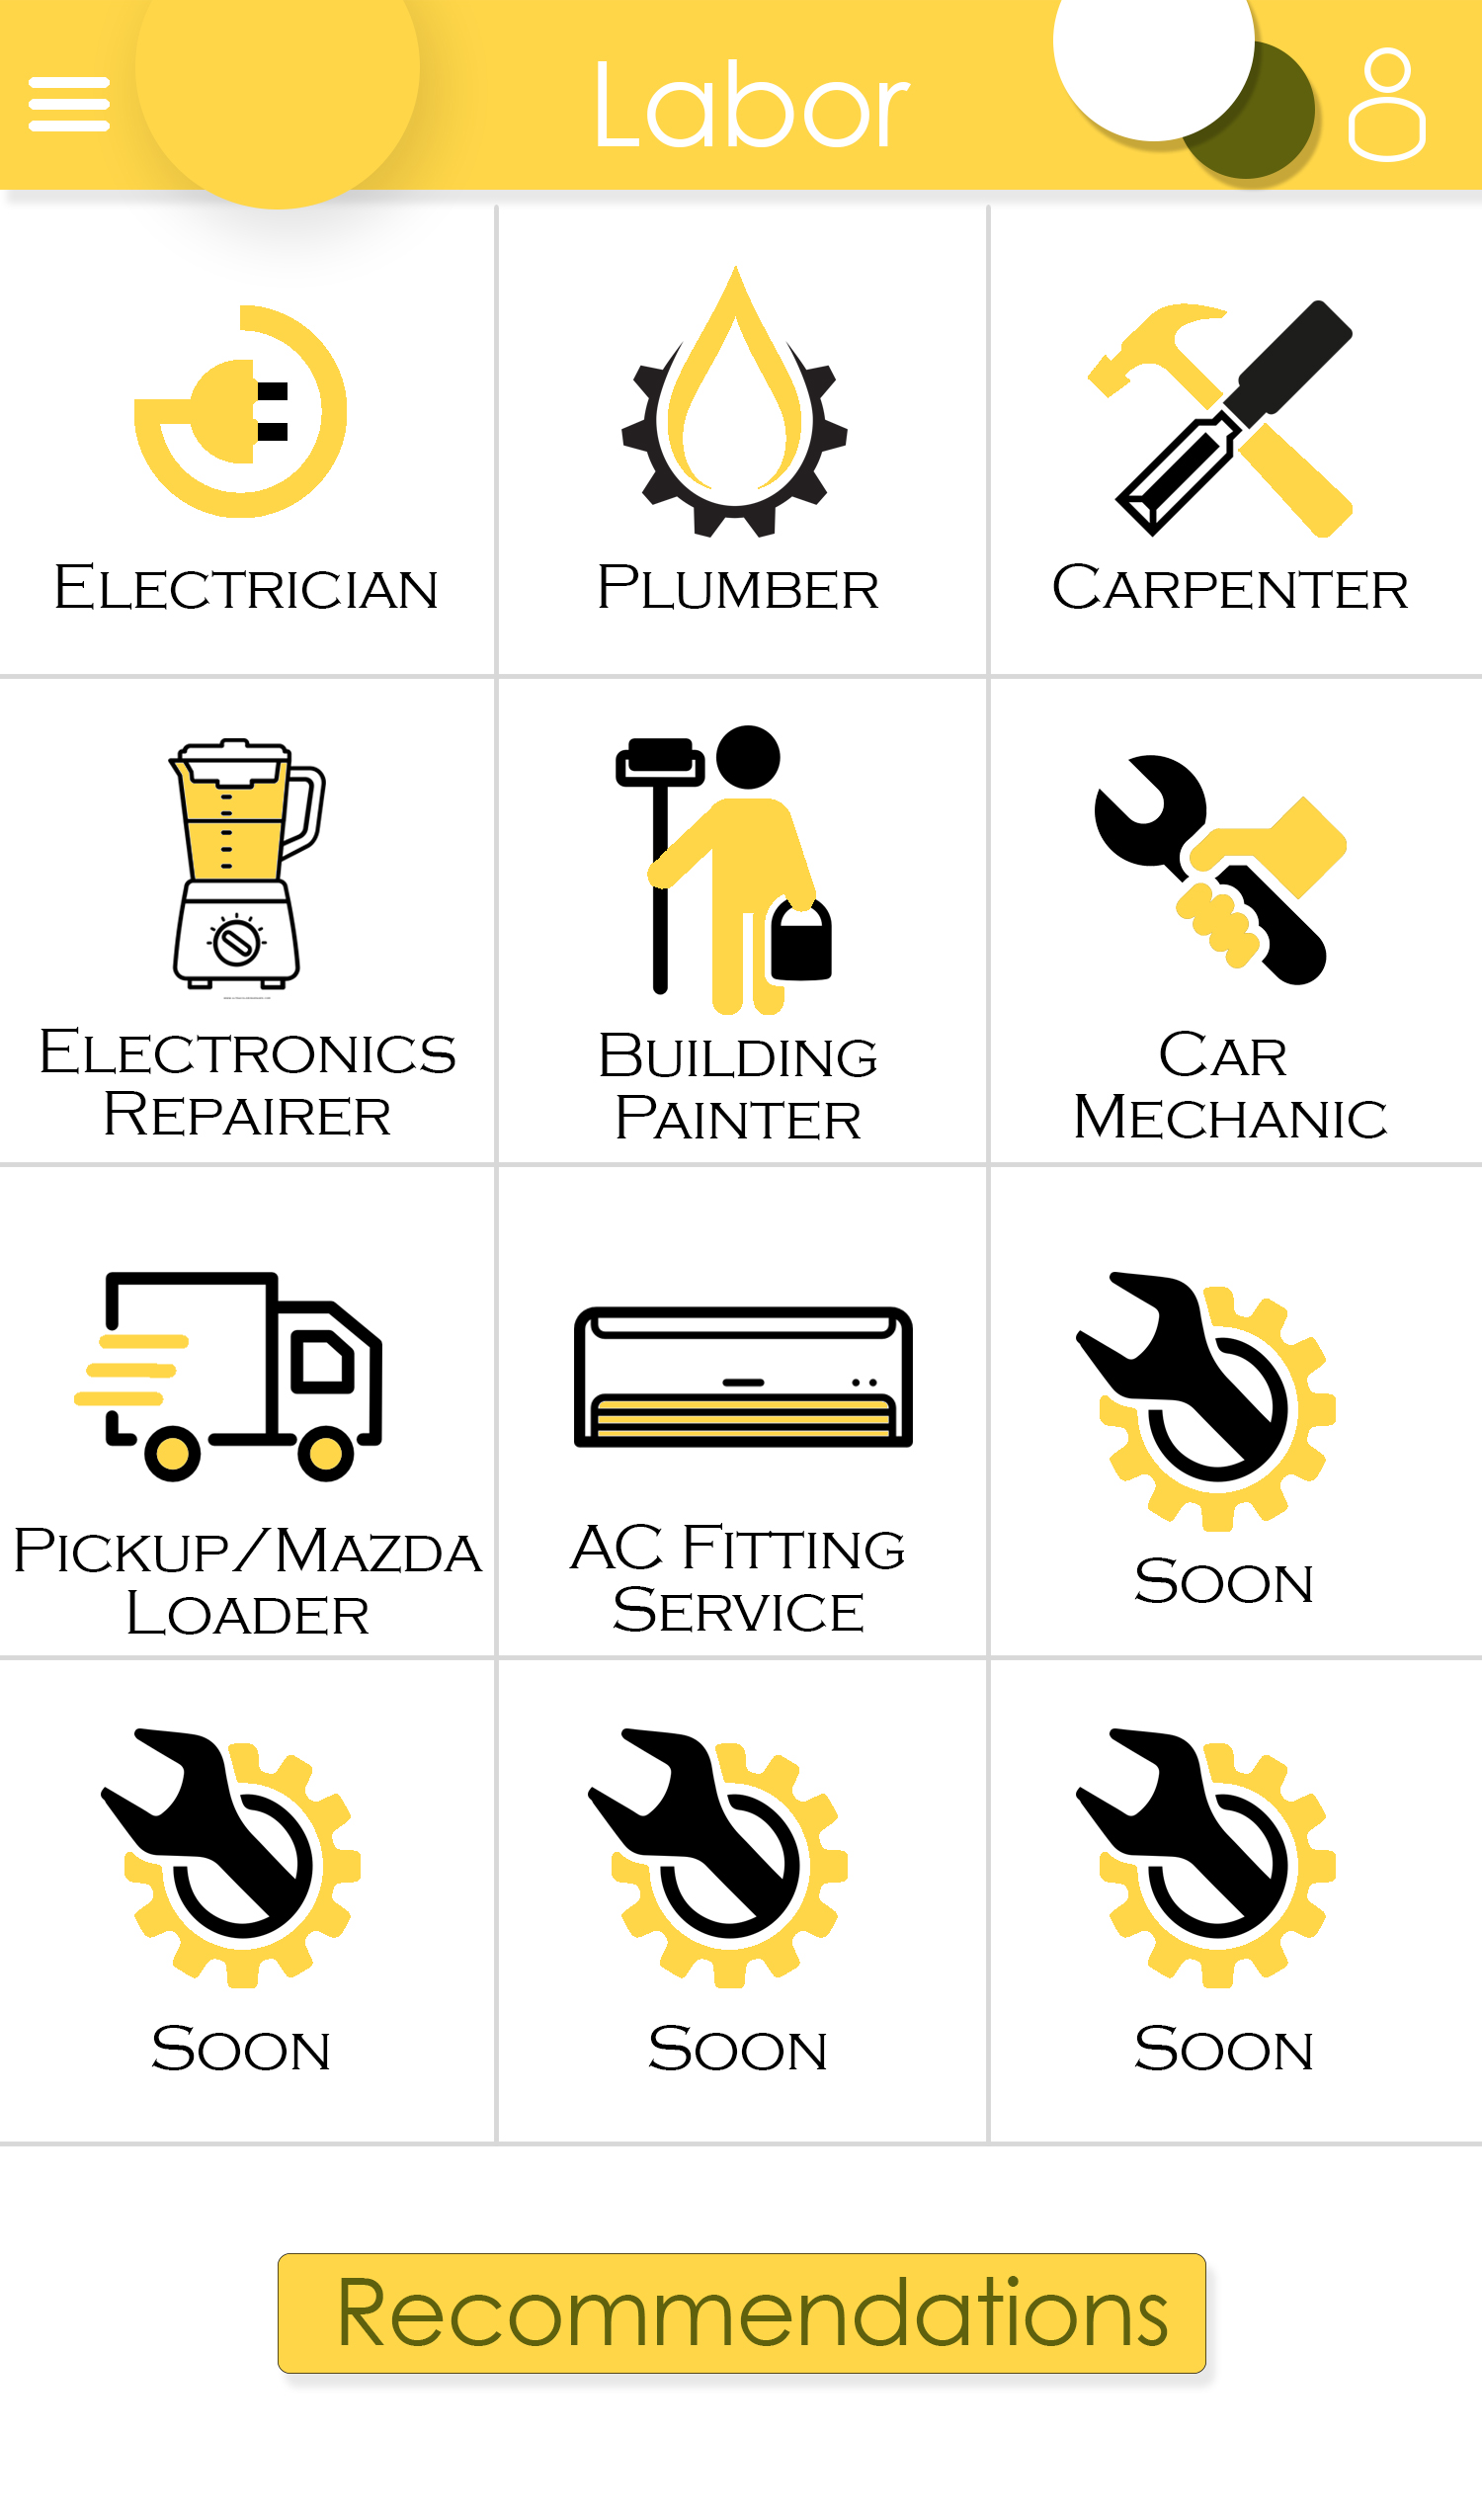 Labor
Electrician
Plumber
Carpenter
Electronics
Repairer
Building
Painter
Car
Mechanic
Pickup/Mazda
Loader
AC Fitting
Service
Soon
Soon
Soon
Soon
Recommendations